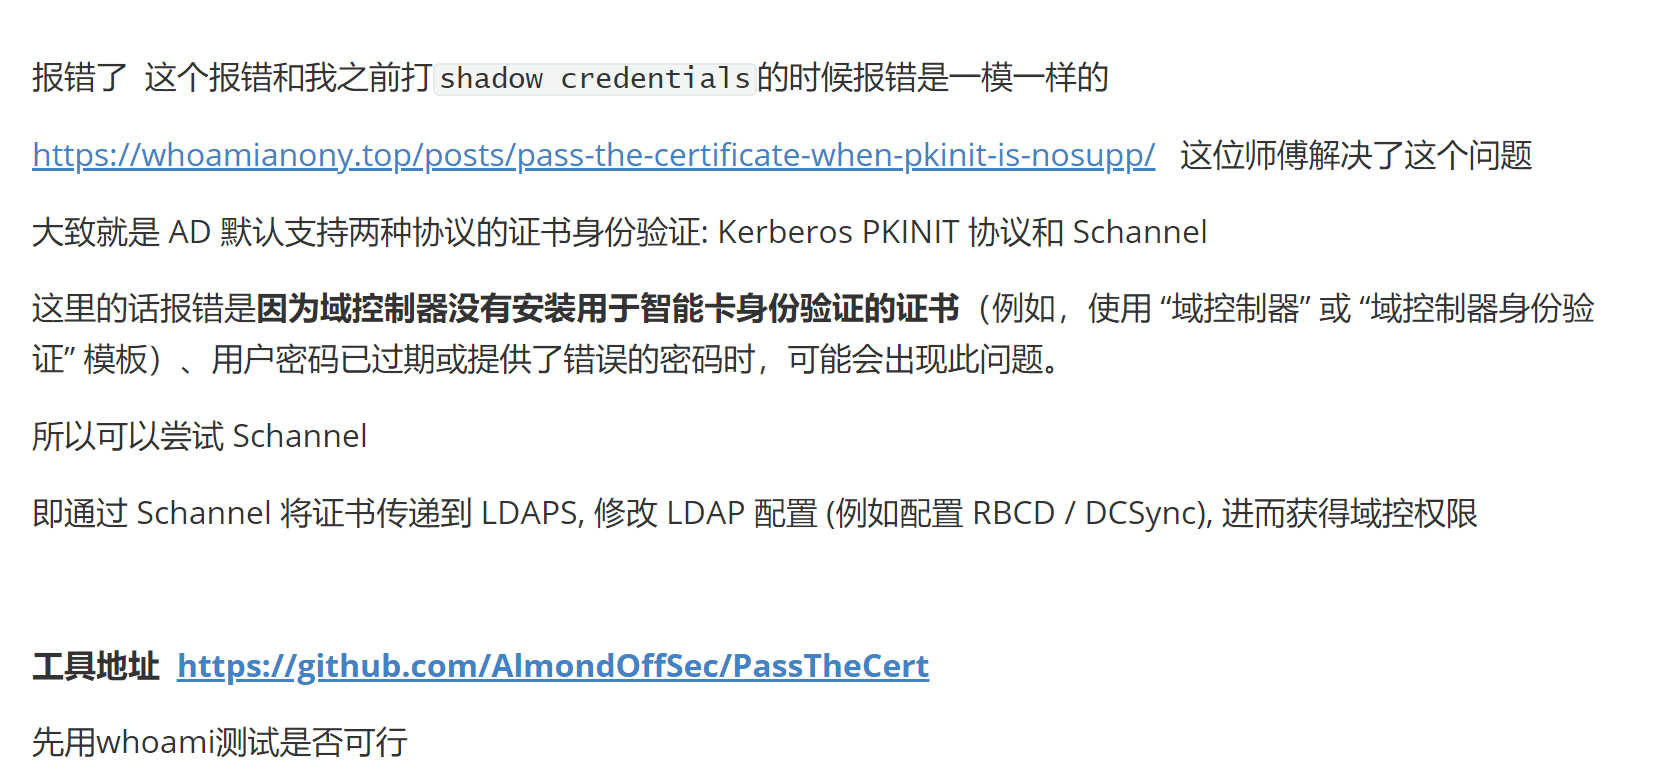 报错了 这个报错和我之前打shadow credentials的时候报错是一模一样的
https://whoamianony.top/posts/pass-the-certificate-when-pkinit-is-nosupp/ 这位师傅解决了这个问题
大致就是 AD 默认支持两种协议的证书身份验证: Kerberos PKINIT 协议和 Schannel
这里的话报错是因为域控制器没有安装用于智能卡身份验证的证书（例如，使用 “域控制器” 或 “域控制器身份验
证” 模板）、用户密码已过期或提供了错误的密码时，可能会出现此问题。
所以可以尝试 Schannel
即通过 Schannel 将证书传递到 LDAPS, 修改 LDAP 配置 (例如配置 RBCD / DCSync), 进而获得域控权限
工具地址 https://github.com/AlmondOffSec/PassTheCert
先用whoami测试是否可行